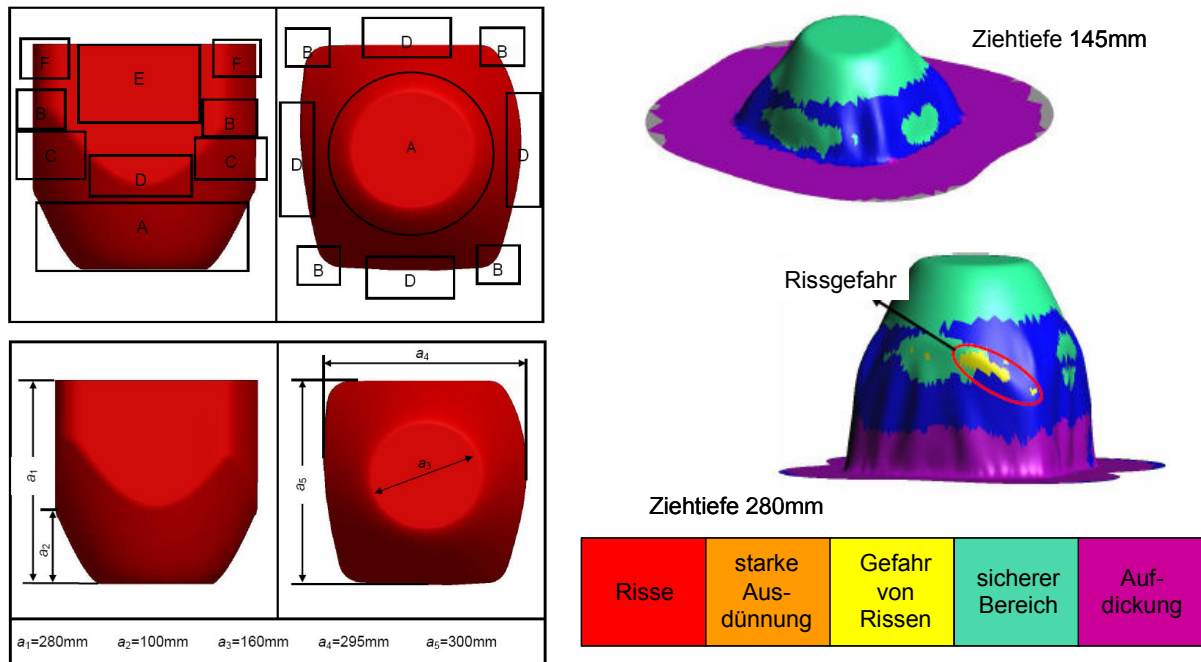 F
E
F
B
B
C
C
D
A
B
D
B
D
A
D
B
D
B
a1
a2
a4
a3
a5
a1=280mm a2=100mm a3=160mm a4=295mm a5=300mm
Ziehtiefe 145mm
Rissgefahr
Ziehtiefe 280mm
Risse
starke
Aus-
dünnung
Gefahr
von
Rissen
sicherer
Bereich
Auf-
dickung